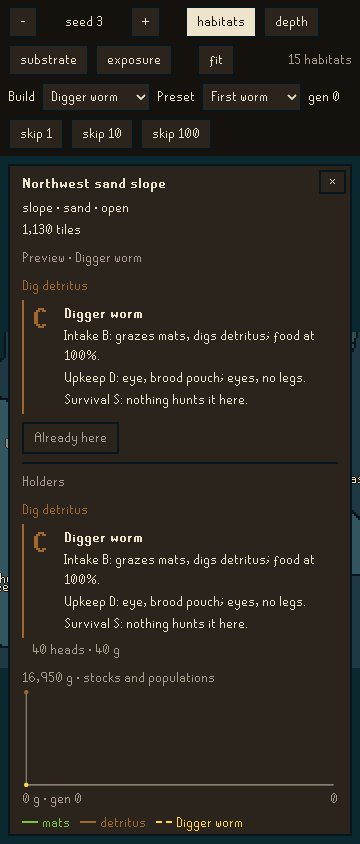 - seed 3 + habitats depth
substrate exposure fit 15 habitats
Build Digger worm Preset First worm gen 0
skip 1 skip 10 skip 100
Northwest sand slope ×
slope • sand • open
1,130 tiles
Preview • Digger worm
Dig detritus
Digger worm
Intake B: grazes mats, digs detritus; food at
100%.
Upkeep D: eye, brood pouch; eyes, no legs.
Survival S: nothing hunts it here.
Already here
Holders
Dig detritus
Digger worm
Intake B: grazes mats, digs detritus; food at
100%.
Upkeep D: eye, brood pouch; eyes, no legs.
Survival S: nothing hunts it here.
40 heads • 40 g
16,950 g • stocks and populations
0 g • gen 0 0
mats detritus Digger worm